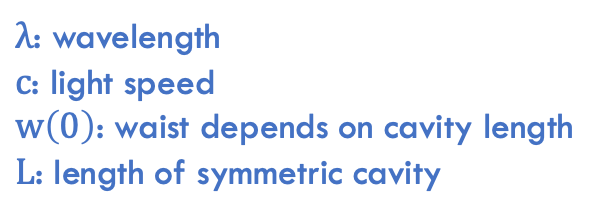 λ: wavelength
c: light speed
w(0): waist depends on cavity length
L: length of symmetric cavity